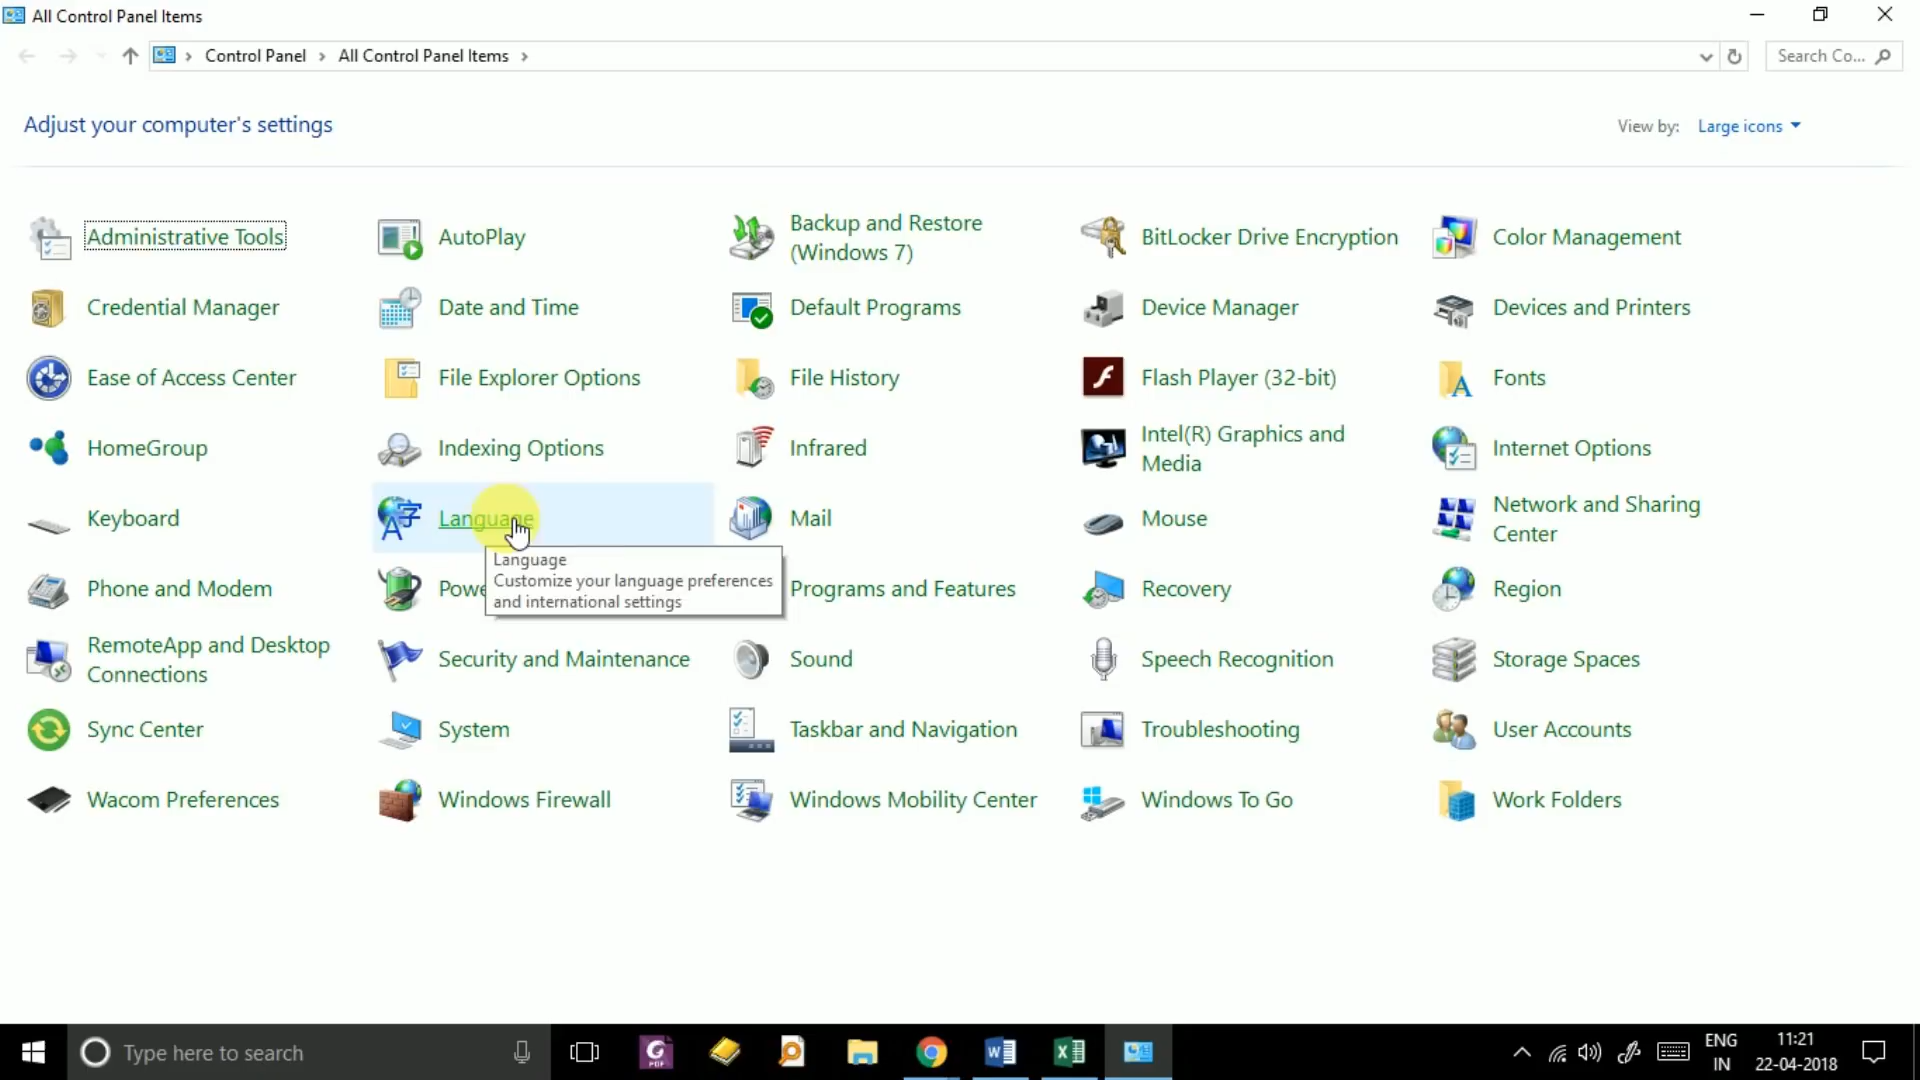 All Control Panel Items
Control Panel › All Control Panel Items ›
Search Co...
Adjust your computer's settings
View by: Large icons
Administrative Tools
AutoPlay
Backup and Restore
(Windows 7)
BitLocker Drive Encryption
Color Management
Credential Manager
Date and Time
Default Programs
Device Manager
Devices and Printers
Ease of Access Center
File Explorer Options
File History
Flash Player (32-bit)
Fonts
HomeGroup
Indexing Options
Infrared
Intel(R) Graphics and
Media
Internet Options
Keyboard
Language
Mail
Mouse
Network and Sharing
Center
Language
Customize your language preferences
and international settings
Phone and Modem
Powe
Programs and Features
Recovery
Region
RemoteApp and Desktop
Connections
Security and Maintenance
Sound
Speech Recognition
Storage Spaces
Sync Center
System
Taskbar and Navigation
Troubleshooting
User Accounts
Wacom Preferences
Windows Firewall
Windows Mobility Center
Windows To Go
Work Folders
Type here to search
PDF
ENG
IN
11:21
22-04-2018